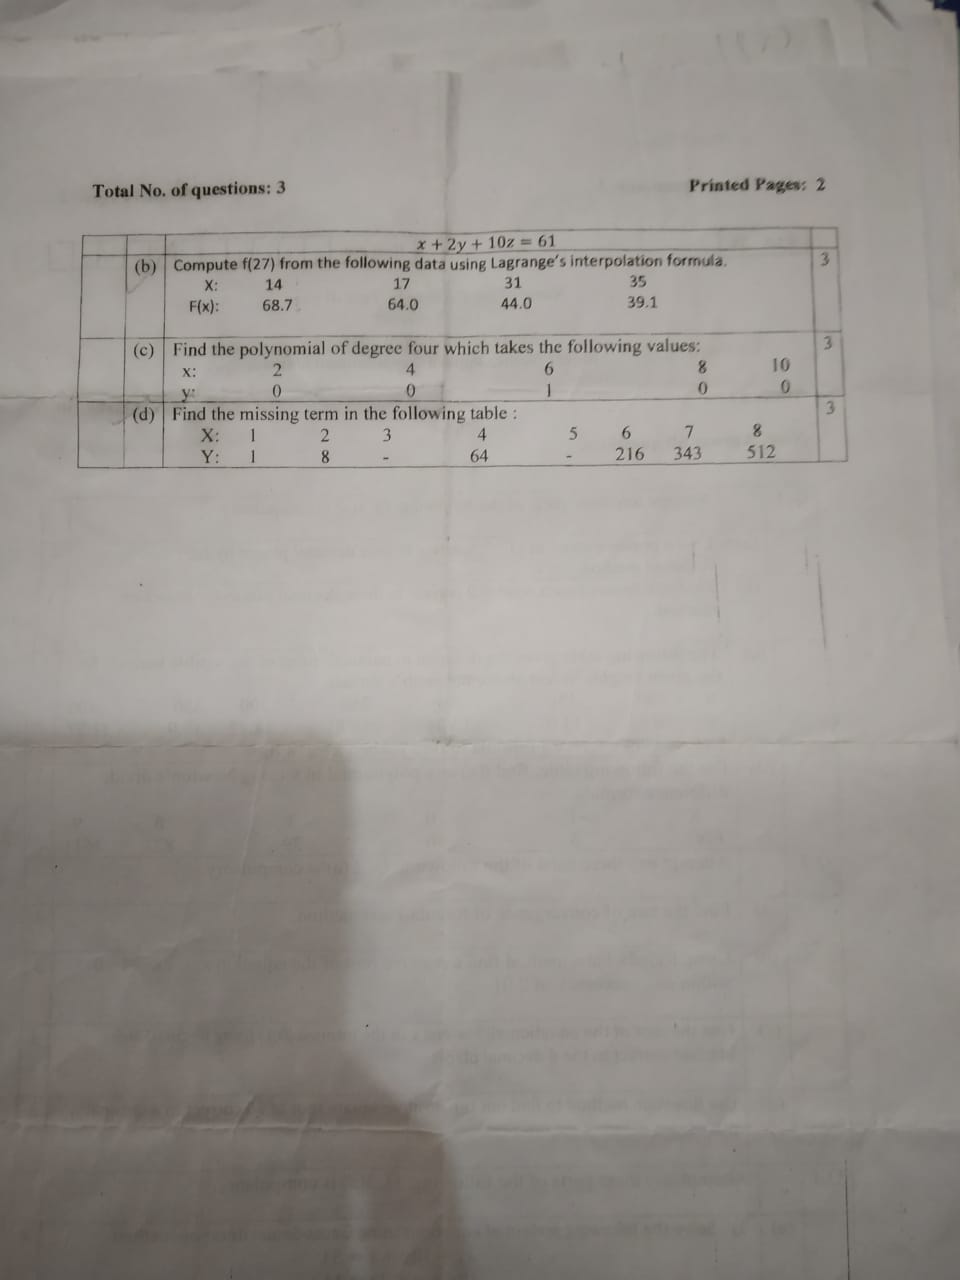 Total No. of questions: 3 Printed Pages: 2
x + 2y + 10z = 61
(b) Compute f(27) from the following data using Lagrange's interpolation formula. 3
X: 14 17 31 35
F(x): 68.7 64.0 44.0 39.1
(c) Find the polynomial of degree four which takes the following values: 3
x: 2 4 6 8 10
y: 0 0 1 0 0
(d) Find the missing term in the following table : 3
X: 1 2 3 4 5 6 7 8
Y: 1 8 - 64 - 216 343 512